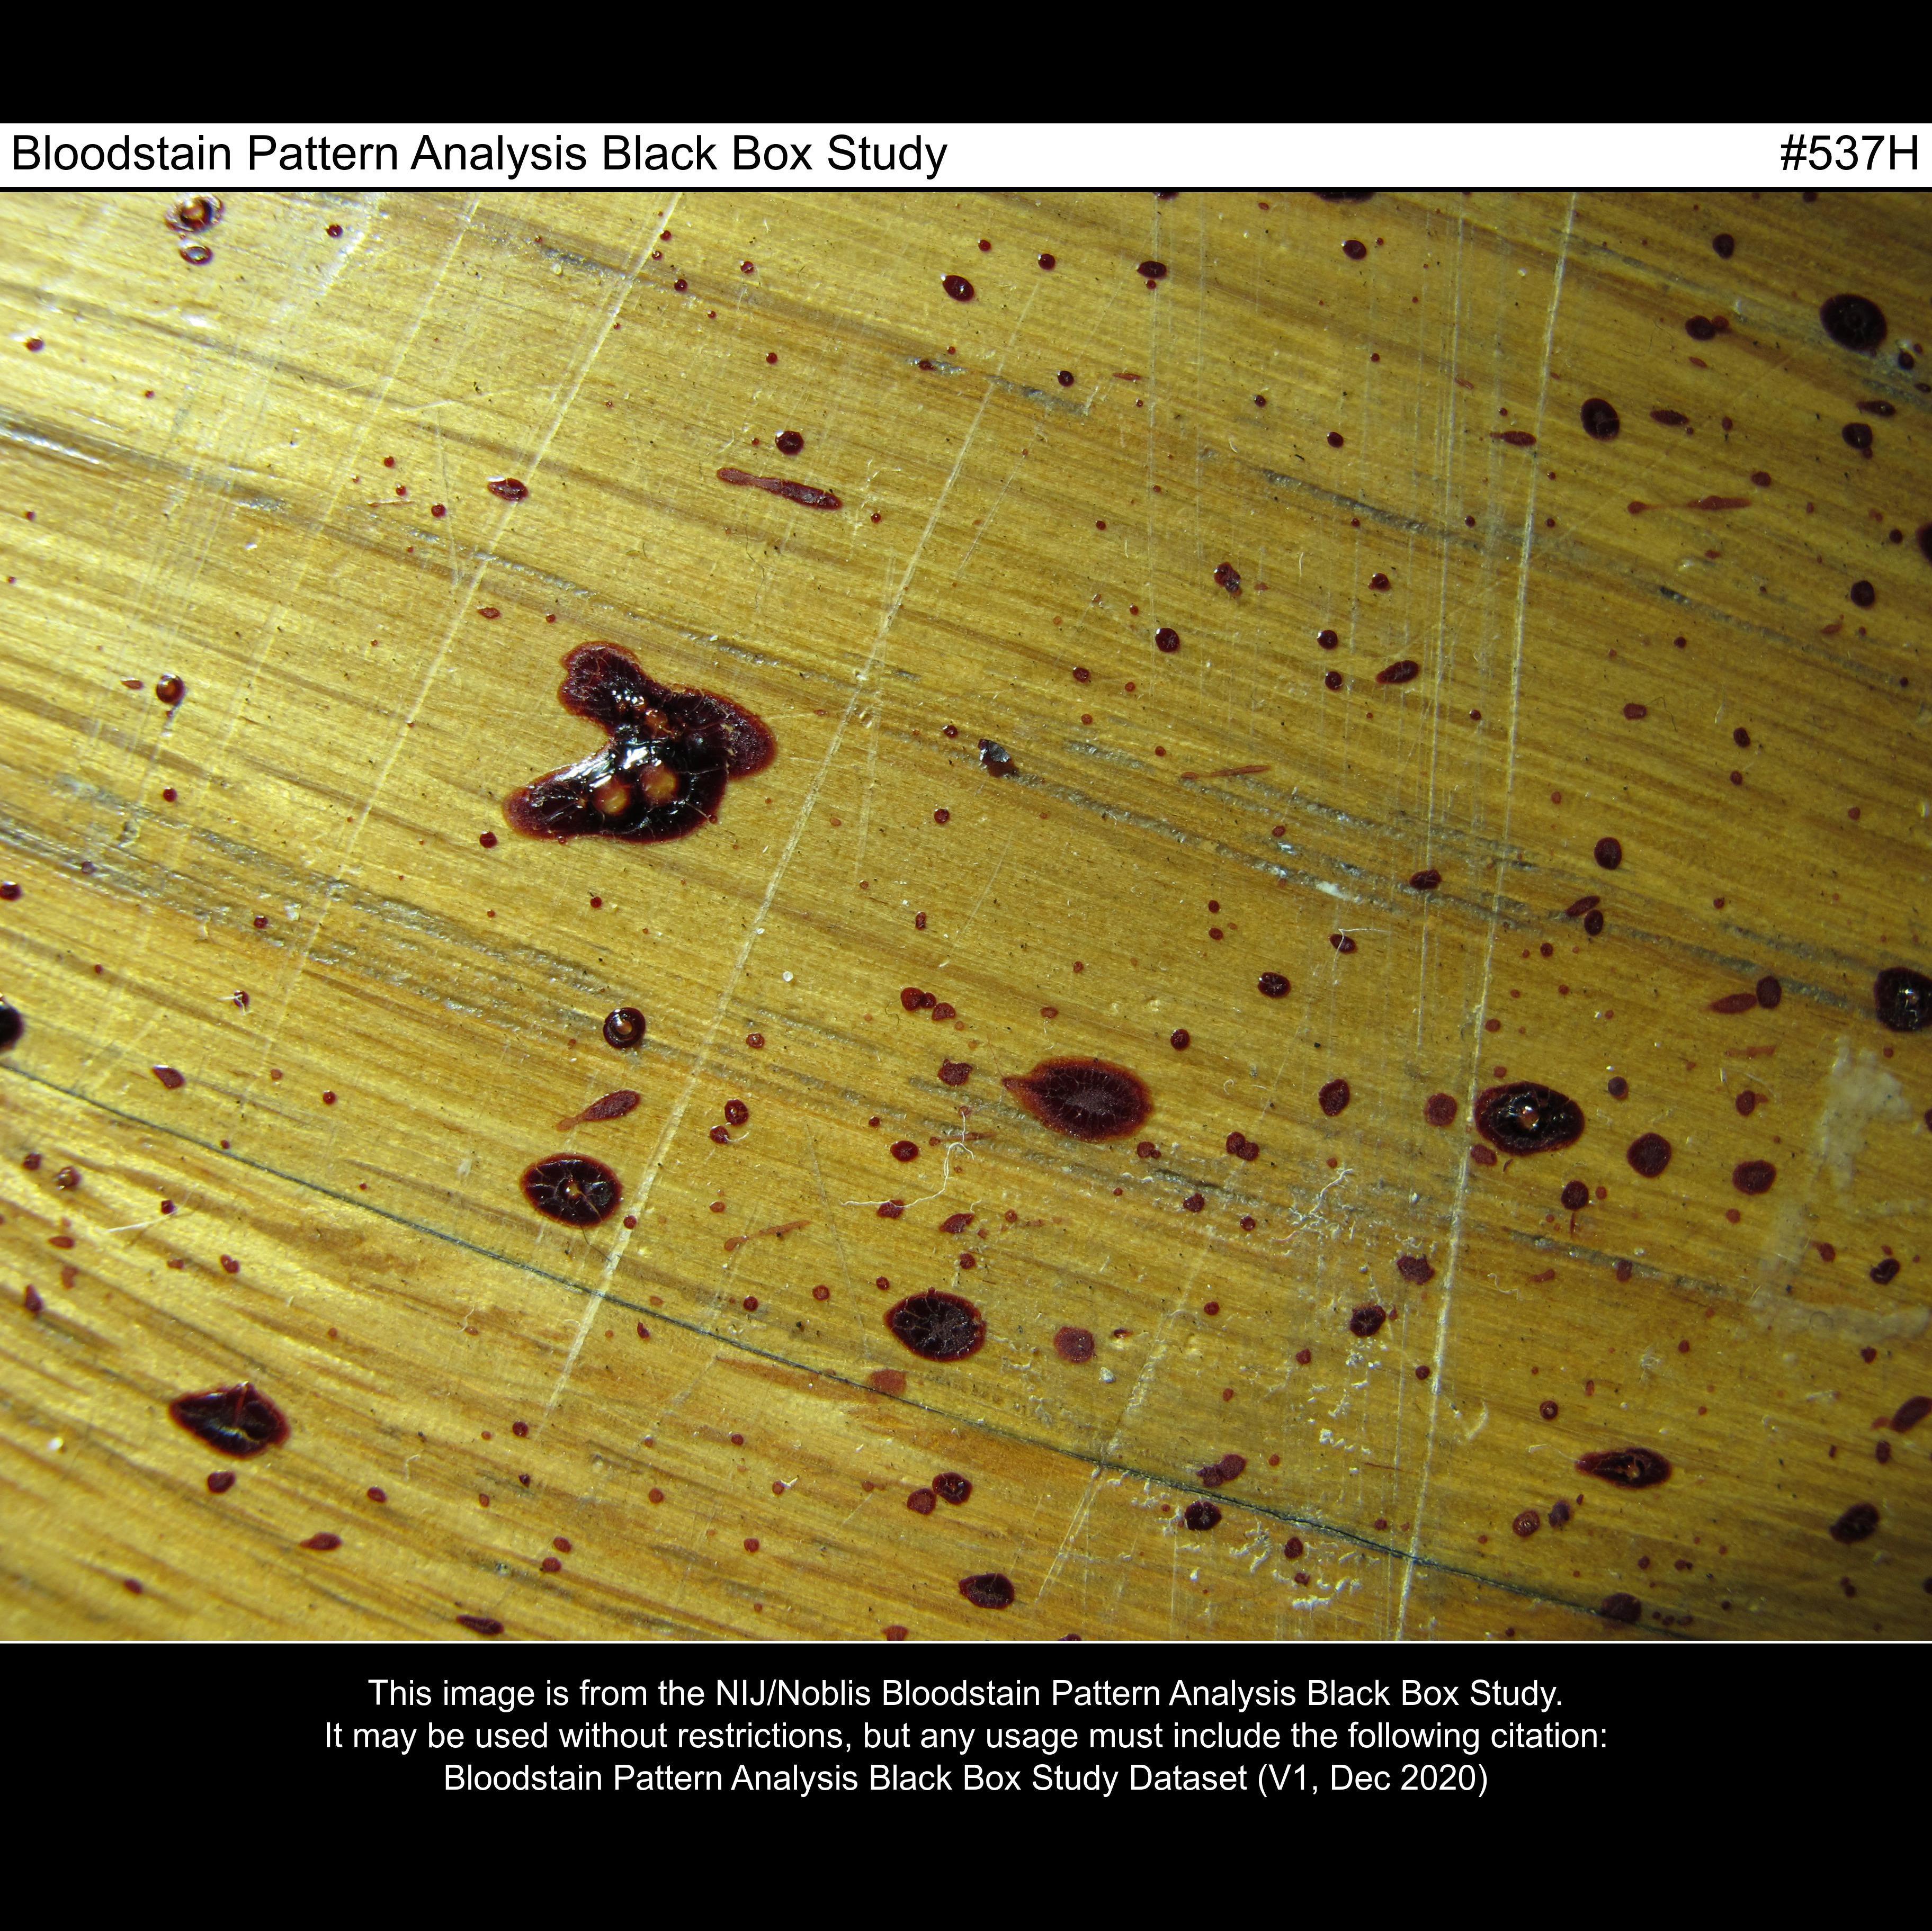 Bloodstain Pattern Analysis Black Box Study #537H
This image is from the NIJ/Noblis Bloodstain Pattern Analysis Black Box Study.
It may be used without restrictions, but any usage must include the following citation:
Bloodstain Pattern Analysis Black Box Study Dataset (V1, Dec 2020)